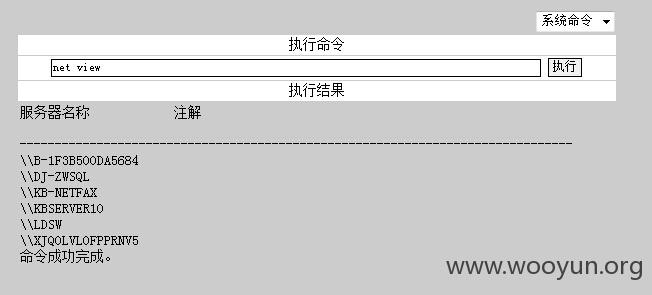 系统命令
执行命令
net view 执行
执行结果
服务器名称 注解
-------------------------------------------------------------------------------
\\B-1F3B500DA5684
\\DJ-ZWSQL
\\KB-NETFAX
\\KBSERVER10
\\LDSW
\\XJQOLVLOFPPRNV5
命令成功完成。
www.wooyun.org